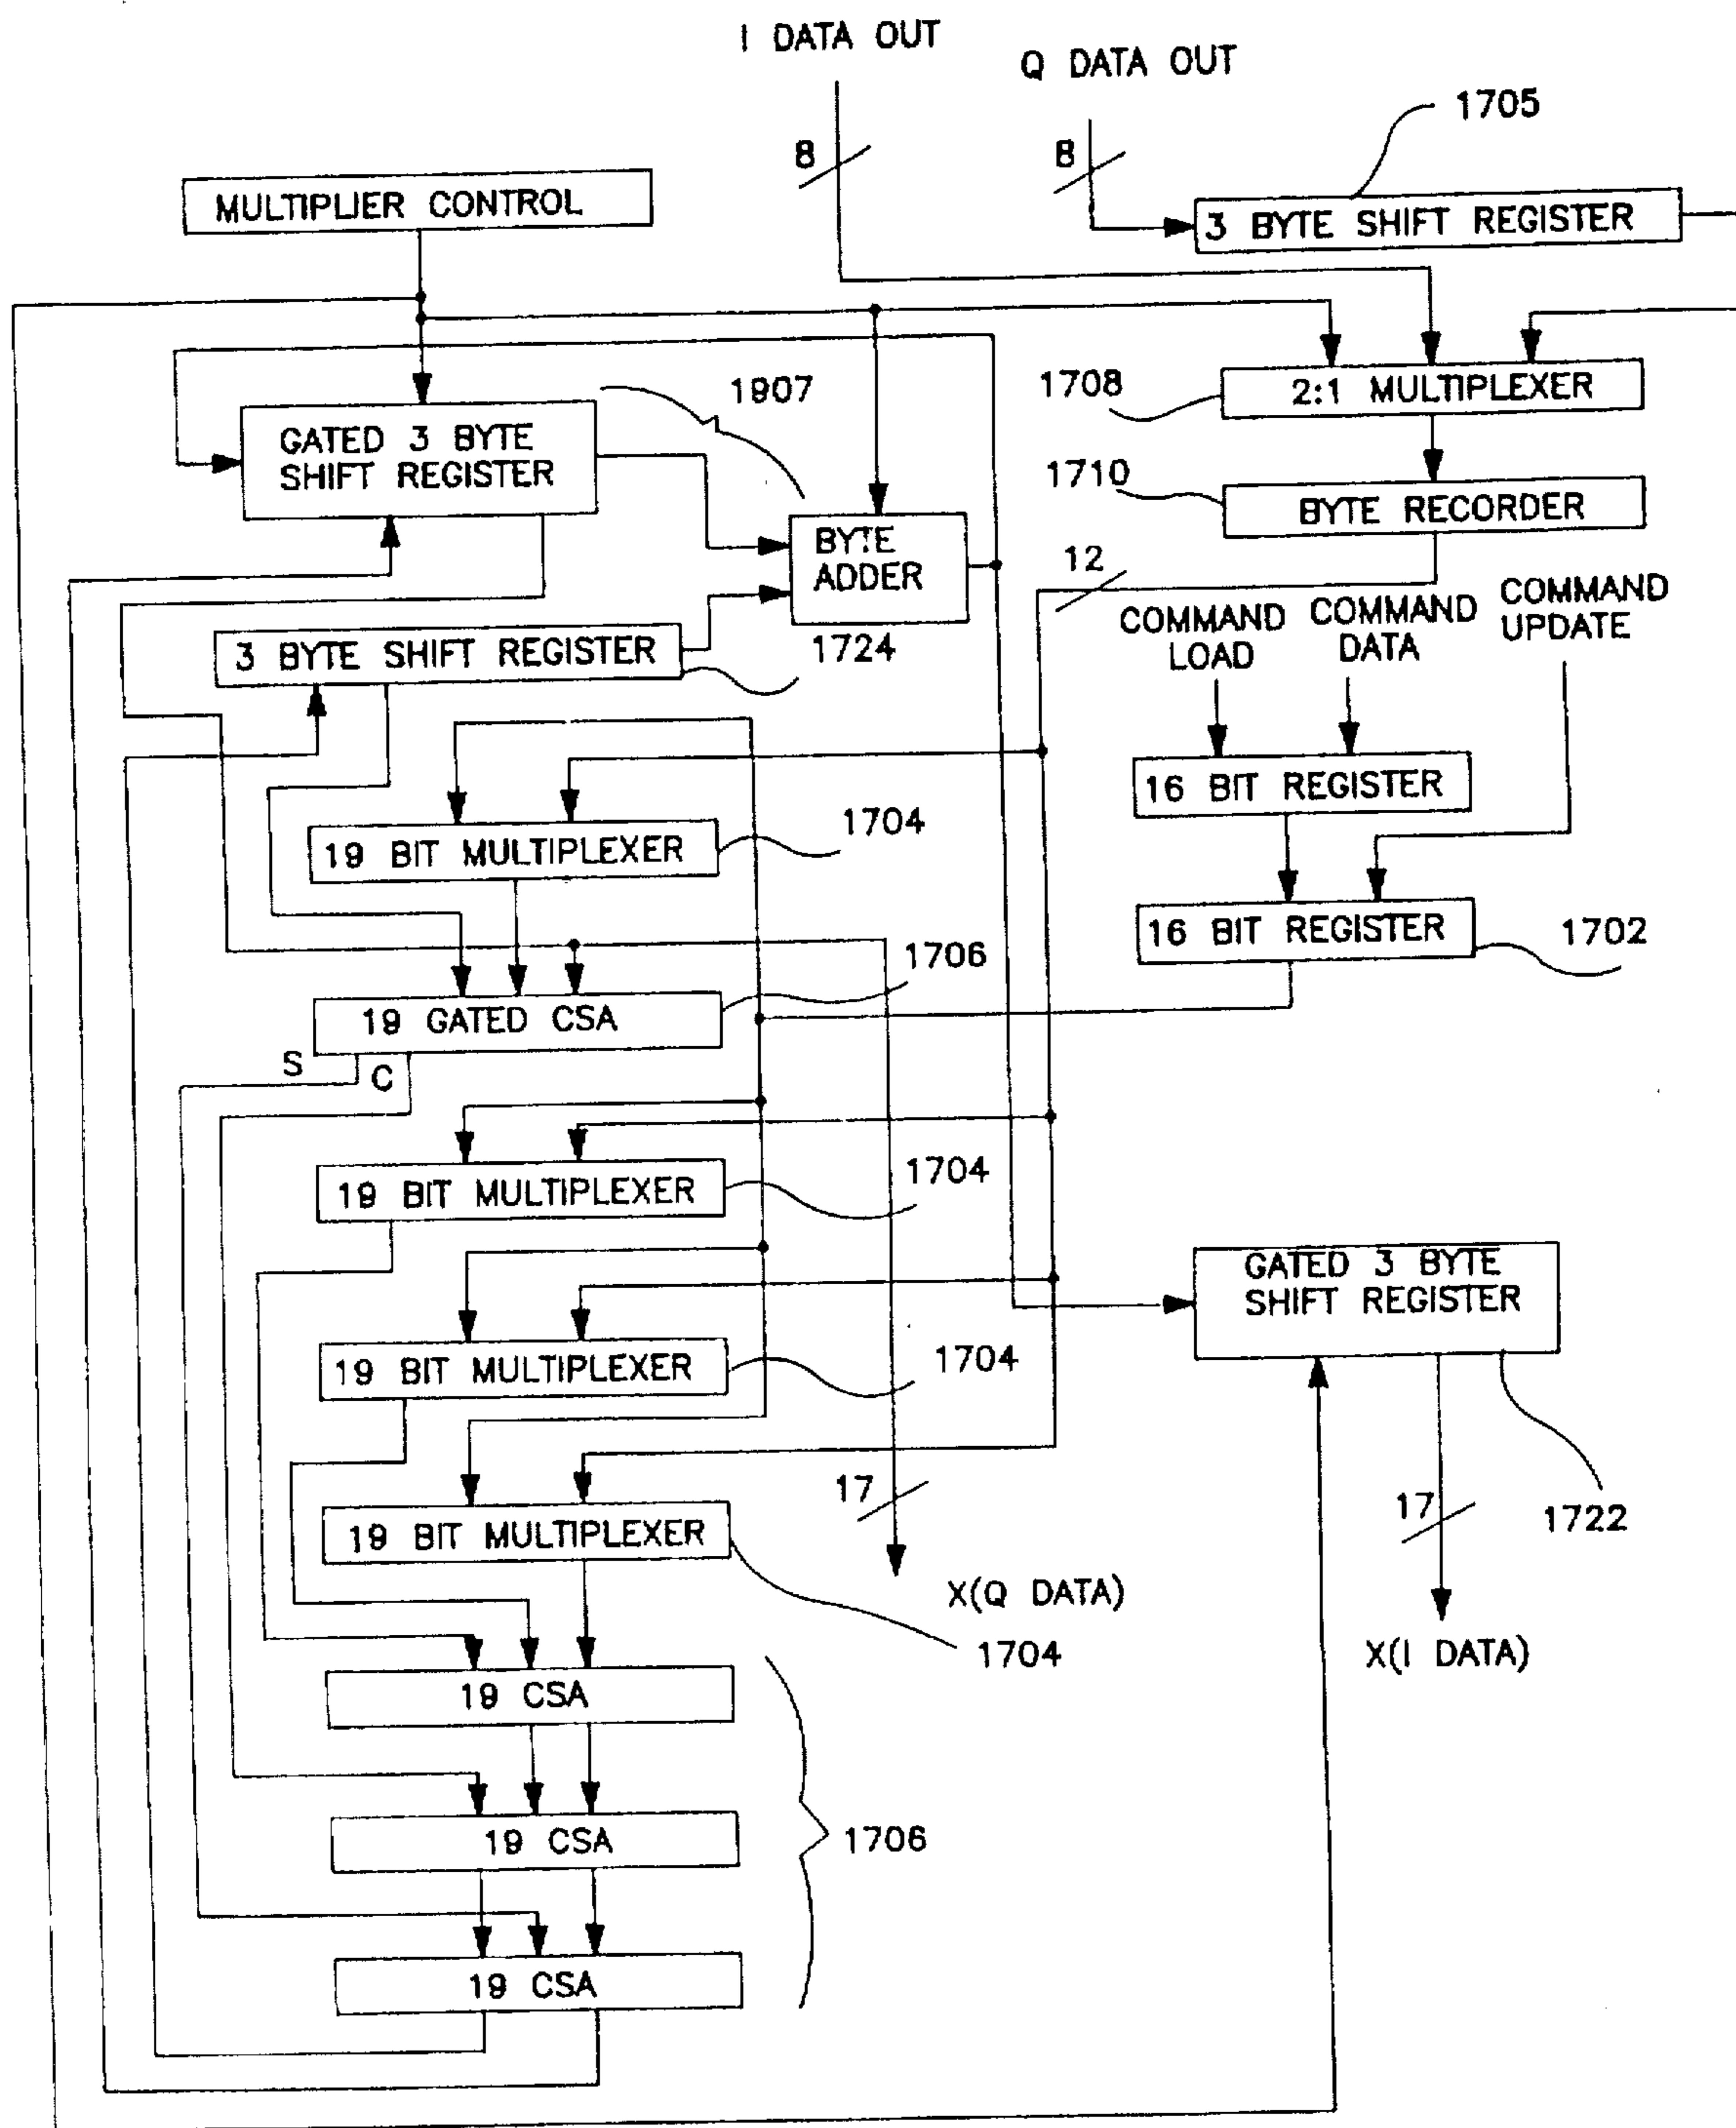 I DATA OUT
Q DATA OUT
1705
8
8
MULTIPLIER CONTROL
3 BYTE SHIFT REGISTER
1907
1708
2:1 MULTIPLEXER
GATED 3 BYTE
SHIFT REGISTER
1710
BYTE RECORDER
BYTE
ADDER
12
COMMAND
LOAD
COMMAND
DATA
COMMAND
UPDATE
3 BYTE SHIFT REGISTER
1724
16 BIT REGISTER
19 BIT MULTIPLEXER
1704
16 BIT REGISTER
1702
1706
19 GATED CSA
S
C
19 BIT MULTIPLEXER
1704
GATED 3 BYTE
SHIFT REGISTER
19 BIT MULTIPLEXER
1704
17
17
1722
19 BIT MULTIPLEXER
X(Q DATA)
1704
X(I DATA)
19 CSA
19 CSA
1706
19 CSA